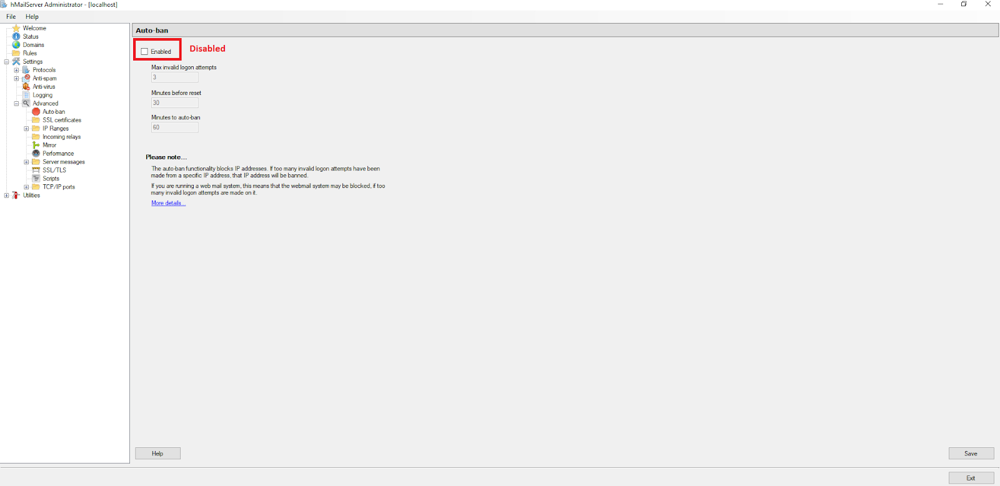 hMailServer Administrator - [localhost]
File Help
Welcome
Status
Domains
Rules
Settings
Protocols
Anti-spam
Anti-virus
Logging
Advanced
Auto-ban
SSL certificates
IP Ranges
Incoming relays
Mirror
Performance
Server messages
SSL/TLS
Scripts
TCP/IP ports
Utilities
Auto-ban
Enabled Disabled
Max invalid logon attempts
3
Minutes before reset
30
Minutes to auto-ban
60
Please note...
The auto-ban functionality blocks IP addresses. If too many invalid logon attempts have been
made from a specific IP address, that IP address will be banned.
If you are running a web mail system, this means that the webmail system may be blocked, if too
many invalid logon attempts are made on it.
More details...
Help
Save
Exit